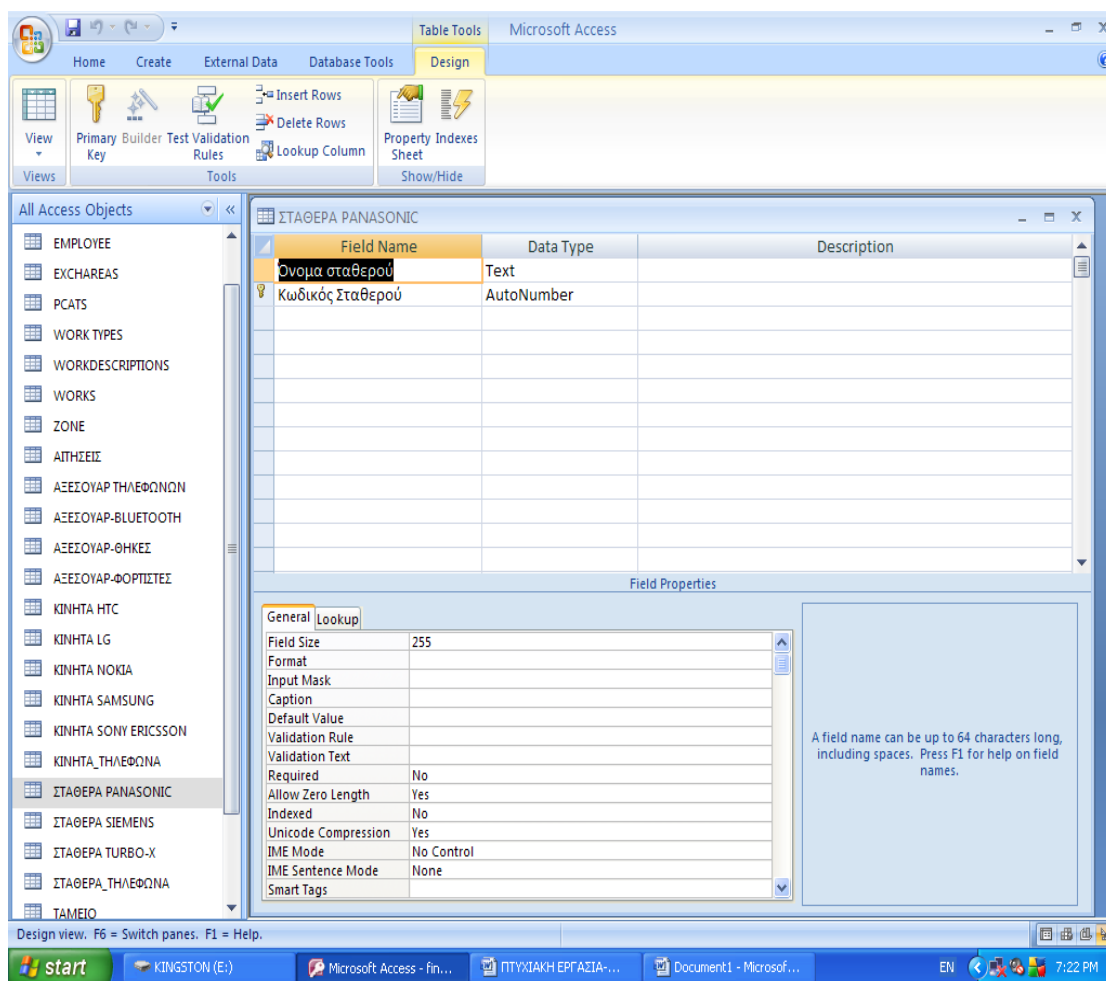 Table Tools Microsoft Access
Home Create External Data Database Tools Design
View
Primary Key
Builder
Test Validation Rules
Insert Rows
Delete Rows
Lookup Column
Property Sheet
Indexes
Views Tools Show/Hide
All Access Objects
EMPLOYEE
EXCHAREAS
PCATS
WORK TYPES
WORKDESCRIPTIONS
WORKS
ZONE
ΑΙΤΗΣΕΙΣ
ΑΞΕΣΟΥΑΡ ΤΗΛΕΦΩΝΩΝ
ΑΞΕΣΟΥΑΡ-BLUETOOTH
ΑΞΕΣΟΥΑΡ-ΘΗΚΕΣ
ΑΞΕΣΟΥΑΡ-ΦΟΡΤΙΣΤΕΣ
ΚΙΝΗΤΑ HTC
ΚΙΝΗΤΑ LG
ΚΙΝΗΤΑ NOKIA
ΚΙΝΗΤΑ SAMSUNG
ΚΙΝΗΤΑ SONY ERICSSON
ΚΙΝΗΤΑ_ΤΗΛΕΦΩΝΑ
ΣΤΑΘΕΡΑ PANASONIC
ΣΤΑΘΕΡΑ SIEMENS
ΣΤΑΘΕΡΑ TURBO-X
ΣΤΑΘΕΡΑ_ΤΗΛΕΦΩΝΑ
ΤΑΜΕΙΟ
ΣΤΑΘΕΡΑ PANASONIC
Field Name Data Type Description
Όνομα σταθερού Text
Κωδικός Σταθερού AutoNumber
Field Properties
General Lookup
Field Size 255
Format
Input Mask
Caption
Default Value
Validation Rule
Validation Text
Required No
Allow Zero Length Yes
Indexed No
Unicode Compression Yes
IME Mode No Control
IME Sentence Mode None
Smart Tags
A field name can be up to 64 characters long,
including spaces. Press F1 for help on field
names.
Design view. F6 = Switch panes. F1 = Help.
start KINGSTON (E:) Microsoft Access - fin... ΠΤΥΧΙΑΚΗ ΕΡΓΑΣΙΑ-... Document1 - Microsof... EN 7:22 PM